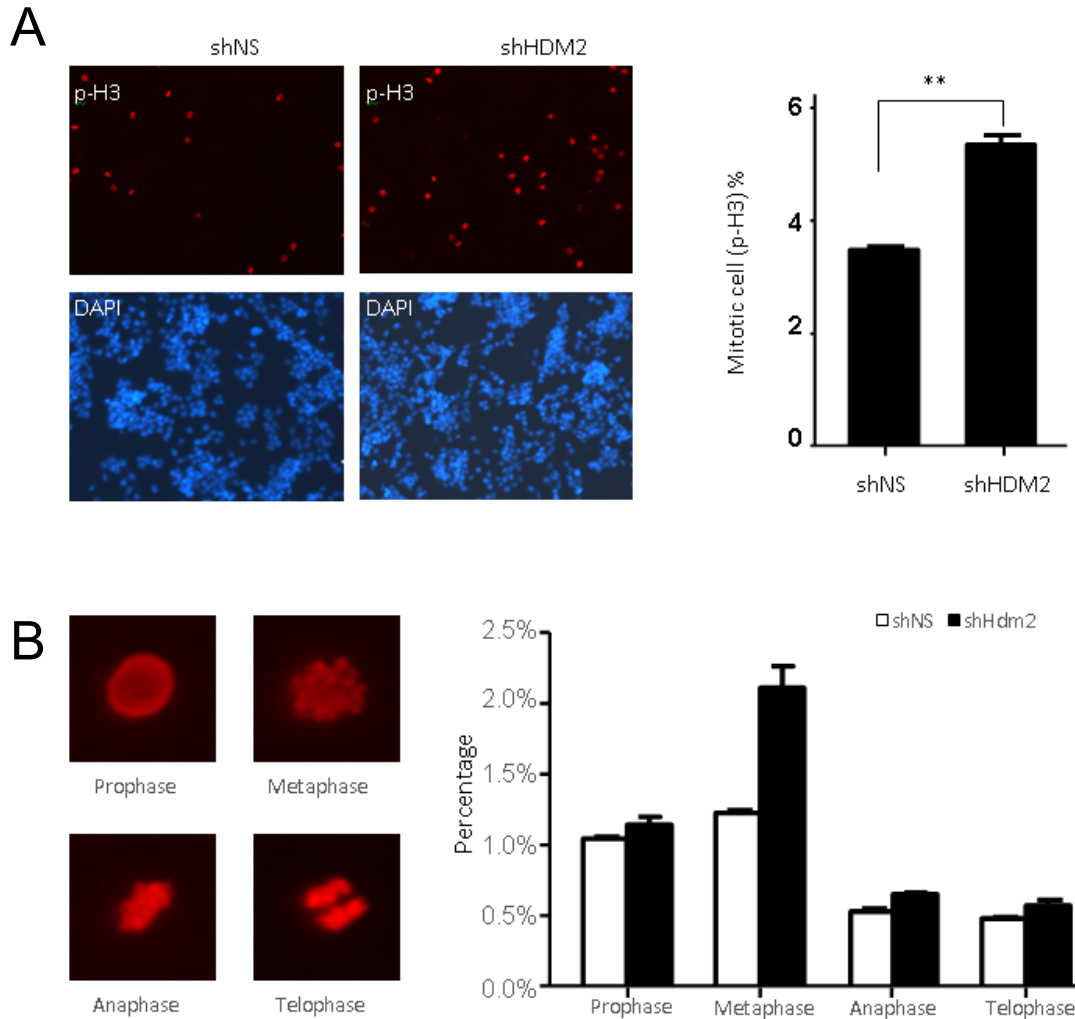 A
shNS
shHDM2
p-H3
p-H3
DAPI
DAPI
**
Mitotic cell (p-H3) %
6
4
2
0
shNS
shHDM2
B
Prophase
Metaphase
Anaphase
Telophase
shNS
shHdm2
Percentage
2.5%
2.0%
1.5%
1.0%
0.5%
0.0%
Prophase
Metaphase
Anaphase
Telophase